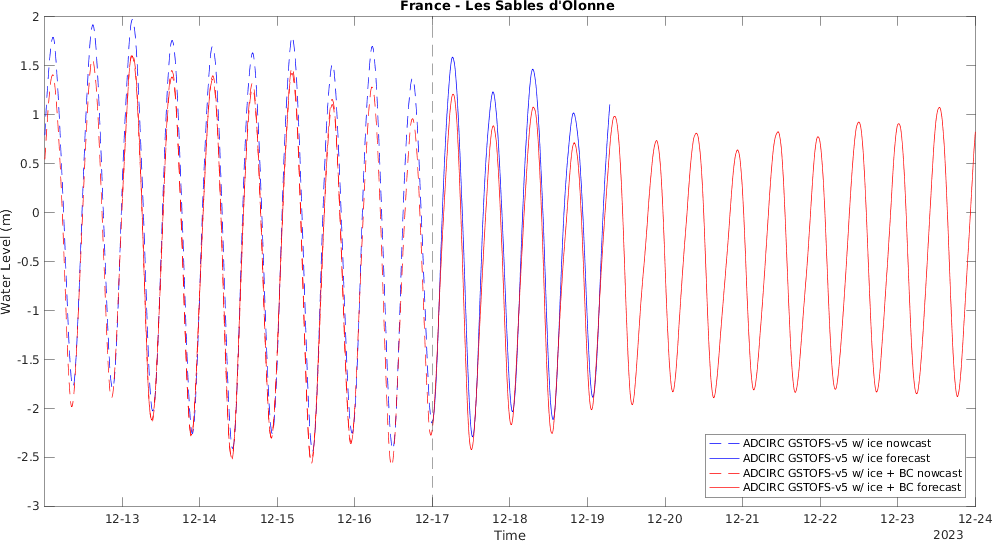 France - Les Sables d'Olonne
2
1.5
1
0.5
0
-0.5
-1
-1.5
-2
-2.5
-3
Water Level (m)
ADCIRC GSTOFS-v5 w/ ice nowcast
ADCIRC GSTOFS-v5 w/ ice forecast
ADCIRC GSTOFS-v5 w/ ice + BC nowcast
ADCIRC GSTOFS-v5 w/ ice + BC forecast
12-13 12-14 12-15 12-16 12-17 12-18 12-19 12-20 12-21 12-22 12-23 12-24
Time
2023